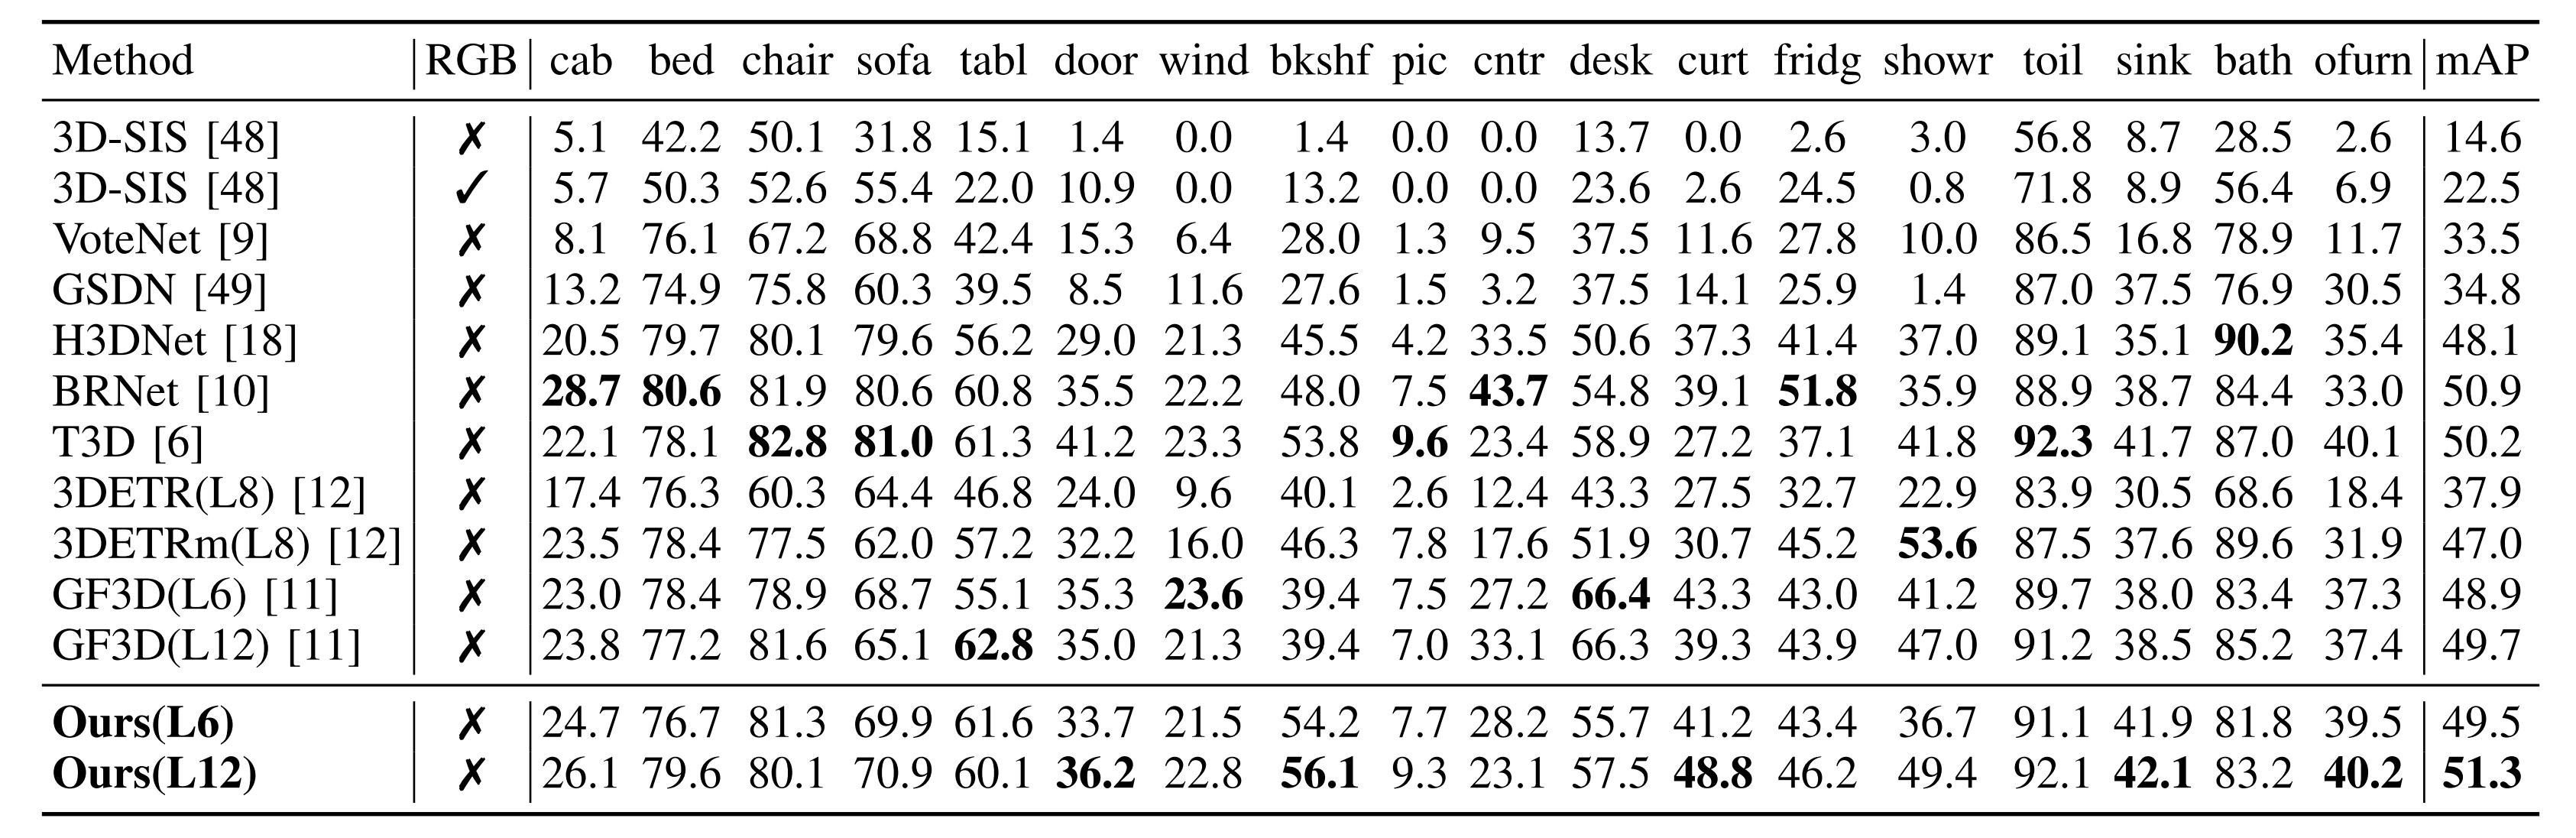 Method RGB cab bed chair sofa tabl door wind bkshf pic cntr desk curt fridg showr toil sink bath ofurn mAP
3D-SIS [48] ✗ 5.1 42.2 50.1 31.8 15.1 1.4 0.0 1.4 0.0 0.0 13.7 0.0 2.6 3.0 56.8 8.7 28.5 2.6 14.6
3D-SIS [48] ✓ 5.7 50.3 52.6 55.4 22.0 10.9 0.0 13.2 0.0 0.0 23.6 2.6 24.5 0.8 71.8 8.9 56.4 6.9 22.5
VoteNet [9] ✗ 8.1 76.1 67.2 68.8 42.4 15.3 6.4 28.0 1.3 9.5 37.5 11.6 27.8 10.0 86.5 16.8 78.9 11.7 33.5
GSDN [49] ✗ 13.2 74.9 75.8 60.3 39.5 8.5 11.6 27.6 1.5 3.2 37.5 14.1 25.9 1.4 87.0 37.5 76.9 30.5 34.8
H3DNet [18] ✗ 20.5 79.7 80.1 79.6 56.2 29.0 21.3 45.5 4.2 33.5 50.6 37.3 41.4 37.0 89.1 35.1 90.2 35.4 48.1
BRNet [10] ✗ 28.7 80.6 81.9 80.6 60.8 35.5 22.2 48.0 7.5 43.7 54.8 39.1 51.8 35.9 88.9 38.7 84.4 33.0 50.9
T3D [6] ✗ 22.1 78.1 82.8 81.0 61.3 41.2 23.3 53.8 9.6 23.4 58.9 27.2 37.1 41.8 92.3 41.7 87.0 40.1 50.2
3DETR(L8) [12] ✗ 17.4 76.3 60.3 64.4 46.8 24.0 9.6 40.1 2.6 12.4 43.3 27.5 32.7 22.9 83.9 30.5 68.6 18.4 37.9
3DETRm(L8) [12] ✗ 23.5 78.4 77.5 62.0 57.2 32.2 16.0 46.3 7.8 17.6 51.9 30.7 45.2 53.6 87.5 37.6 89.6 31.9 47.0
GF3D(L6) [11] ✗ 23.0 78.4 78.9 68.7 55.1 35.3 23.6 39.4 7.5 27.2 66.4 43.3 43.0 41.2 89.7 38.0 83.4 37.3 48.9
GF3D(L12) [11] ✗ 23.8 77.2 81.6 65.1 62.8 35.0 21.3 39.4 7.0 33.1 66.3 39.3 43.9 47.0 91.2 38.5 85.2 37.4 49.7
Ours(L6) ✗ 24.7 76.7 81.3 69.9 61.6 33.7 21.5 54.2 7.7 28.2 55.7 41.2 43.4 36.7 91.1 41.9 81.8 39.5 49.5
Ours(L12) ✗ 26.1 79.6 80.1 70.9 60.1 36.2 22.8 56.1 9.3 23.1 57.5 48.8 46.2 49.4 92.1 42.1 83.2 40.2 51.3